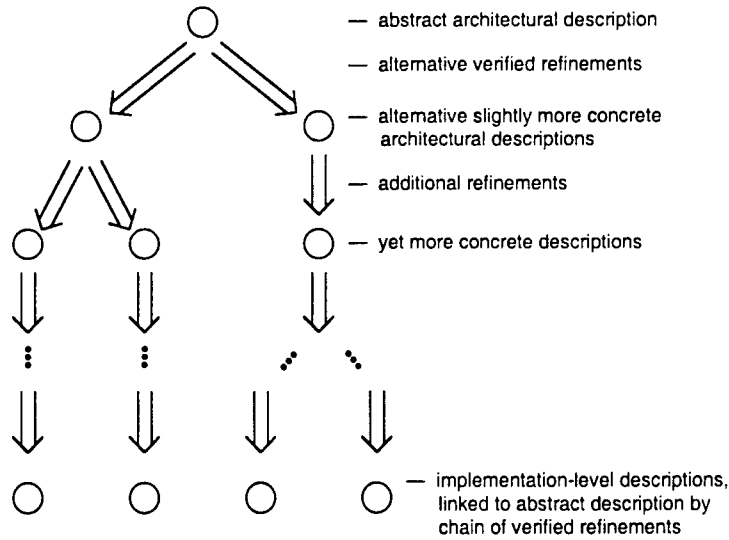 — abstract architectural description
— alternative verified refinements
— alternative slightly more concrete
architectural descriptions
— additional refinements
— yet more concrete descriptions
— implementation-level descriptions,
linked to abstract description by
chain of verified refinements